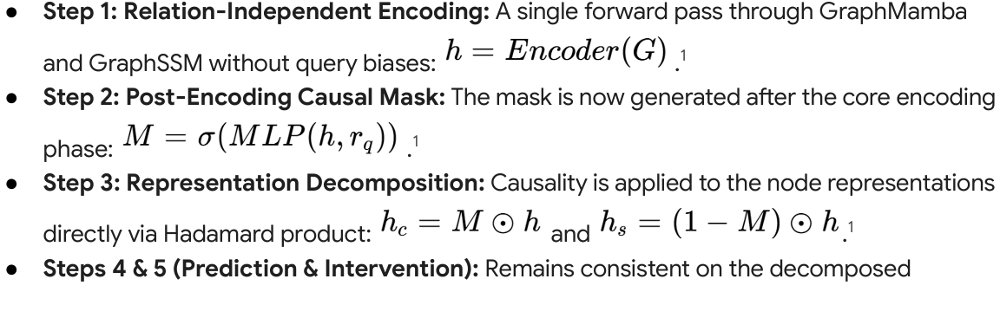 ● Step 1: Relation-Independent Encoding: A single forward pass through GraphMamba
and GraphSSM without query biases: h = Encoder(G) .¹
● Step 2: Post-Encoding Causal Mask: The mask is now generated after the core encoding
phase: M = σ(MLP(h, r_q)) .¹
● Step 3: Representation Decomposition: Causality is applied to the node representations
directly via Hadamard product: h_c = M ⊙ h and h_s = (1 − M) ⊙ h .¹
● Steps 4 & 5 (Prediction & Intervention): Remains consistent on the decomposed